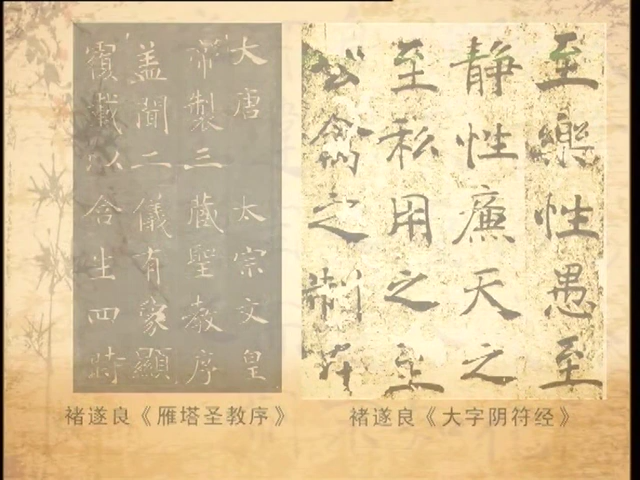 大唐太宗文皇
帝製三藏聖教序
盖聞二儀有像顯
覆載以含生四時
至樂性愚至
静性廉天之
至私用之至
公禽之制在
褚遂良《雁塔圣教序》
褚遂良《大字阴符经》